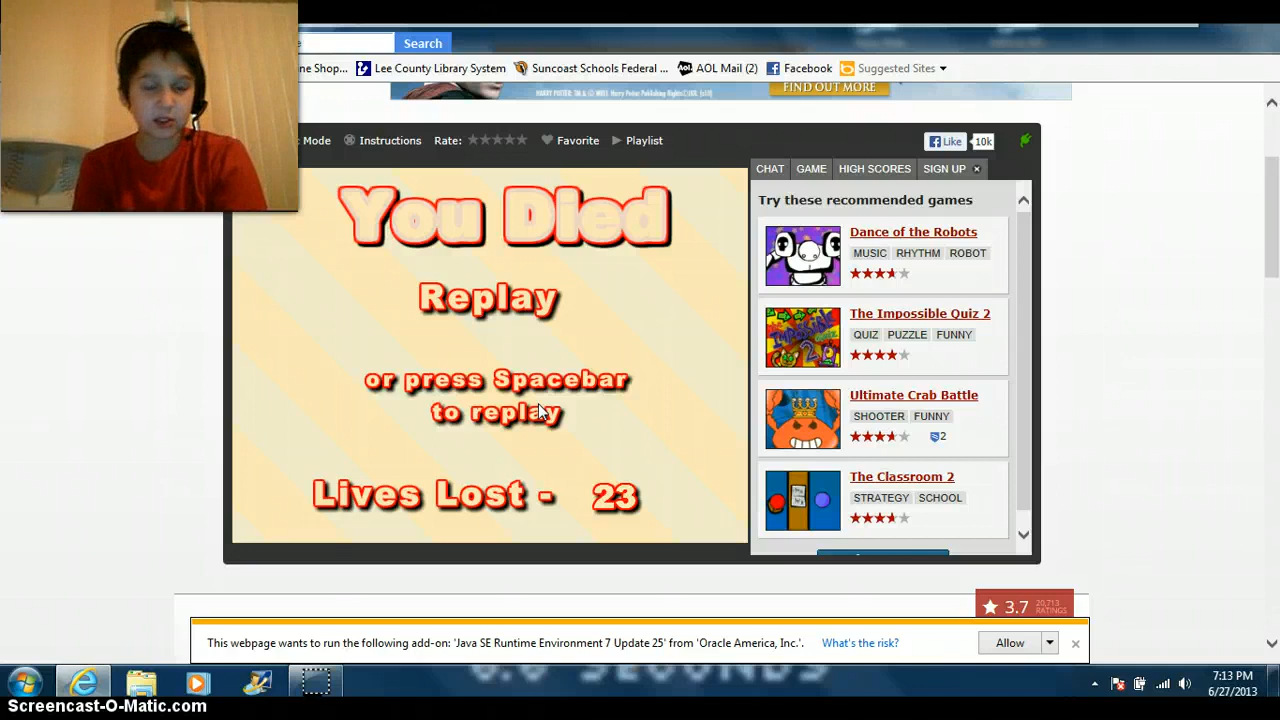 e
Search
ne Shop...
Lee County Library System
Suncoast Schools Federal ...
AOL Mail (2)
Facebook
Suggested Sites
FIND OUT MORE
Mode
Instructions
Rate:
Favorite
Playlist
Like
10k
CHAT
GAME
HIGH SCORES
SIGN UP
You Died
Replay
or press Spacebar
to replay
Lives Lost - 23
Try these recommended games
Dance of the Robots
MUSIC RHYTHM ROBOT
The Impossible Quiz 2
QUIZ PUZZLE FUNNY
Ultimate Crab Battle
SHOOTER FUNNY
2
The Classroom 2
STRATEGY SCHOOL
3.7
20,713
RATINGS
This webpage wants to run the following add-on: 'Java SE Runtime Environment 7 Update 25' from 'Oracle America, Inc.'.
What's the risk?
Allow
SECONDS
7:13 PM
6/27/2013
Screencast-O-Matic.com